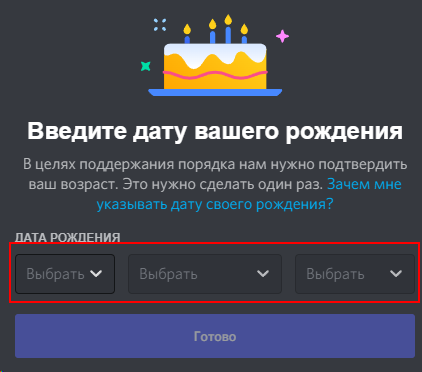 Введите дату вашего рождения
В целях поддержания порядка нам нужно подтвердить
ваш возраст. Это нужно сделать один раз. Зачем мне
указывать дату своего рождения?
ДАТА РОЖДЕНИЯ
Выбрать Выбрать Выбрать
Готово